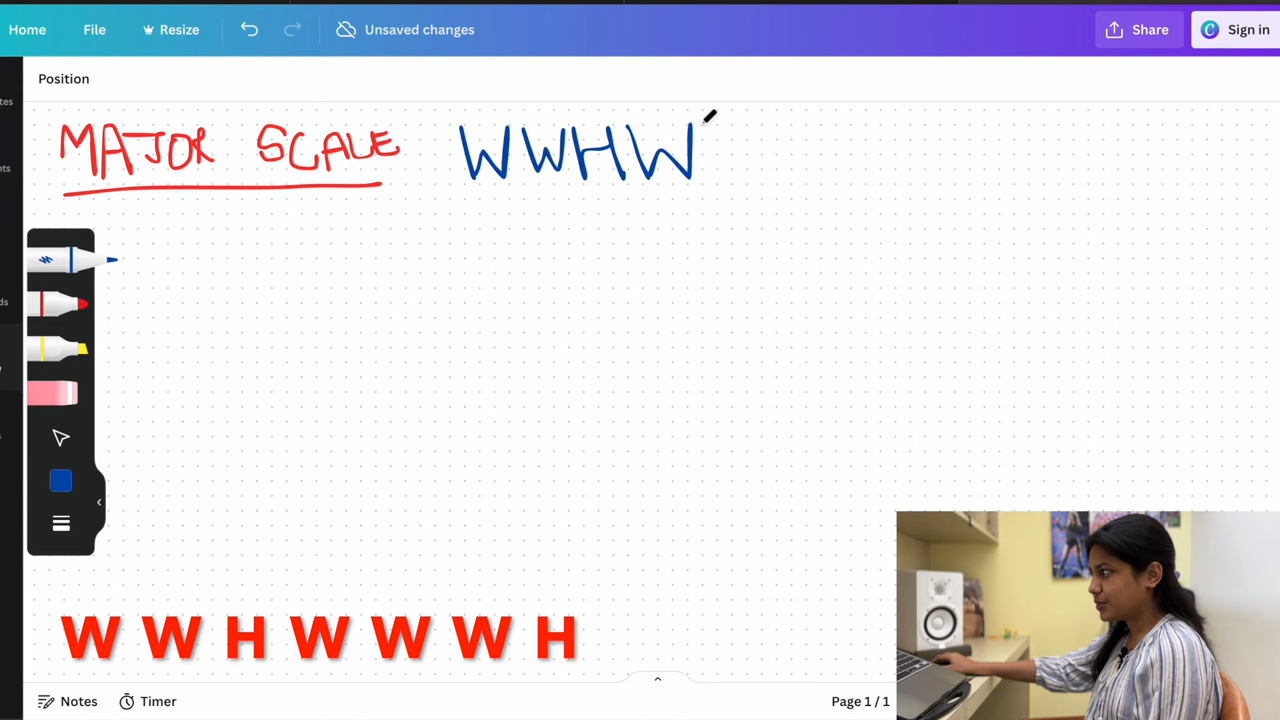 Home File Resize Unsaved changes Share Sign in
Position
MAJOR SCALE WWHW
W W H W W W H
Notes Timer Page 1 / 1